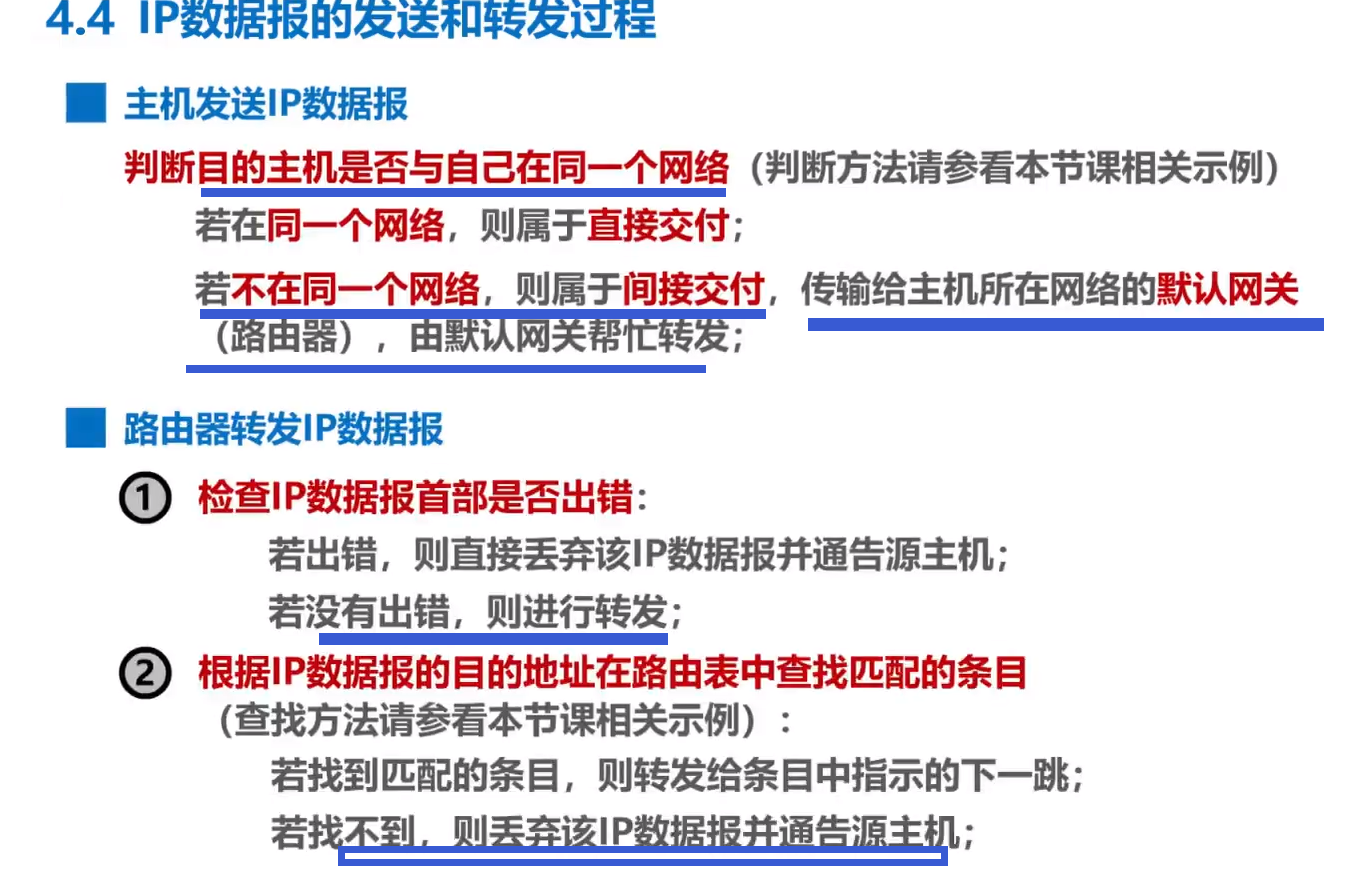 4.4 IP数据报的发送和转发过程
主机发送IP数据报
判断目的主机是否与自己在同一个网络（判断方法请参看本节课相关示例）
若在同一个网络，则属于直接交付；
若不在同一个网络，则属于间接交付，传输给主机所在网络的默认网关
（路由器），由默认网关帮忙转发；
路由器转发IP数据报
① 检查IP数据报首部是否出错：
若出错，则直接丢弃该IP数据报并通告源主机；
若没有出错，则进行转发；
② 根据IP数据报的目的地址在路由表中查找匹配的条目
（查找方法请参看本节课相关示例）：
若找到匹配的条目，则转发给条目中指示的下一跳；
若找不到，则丢弃该IP数据报并通告源主机；